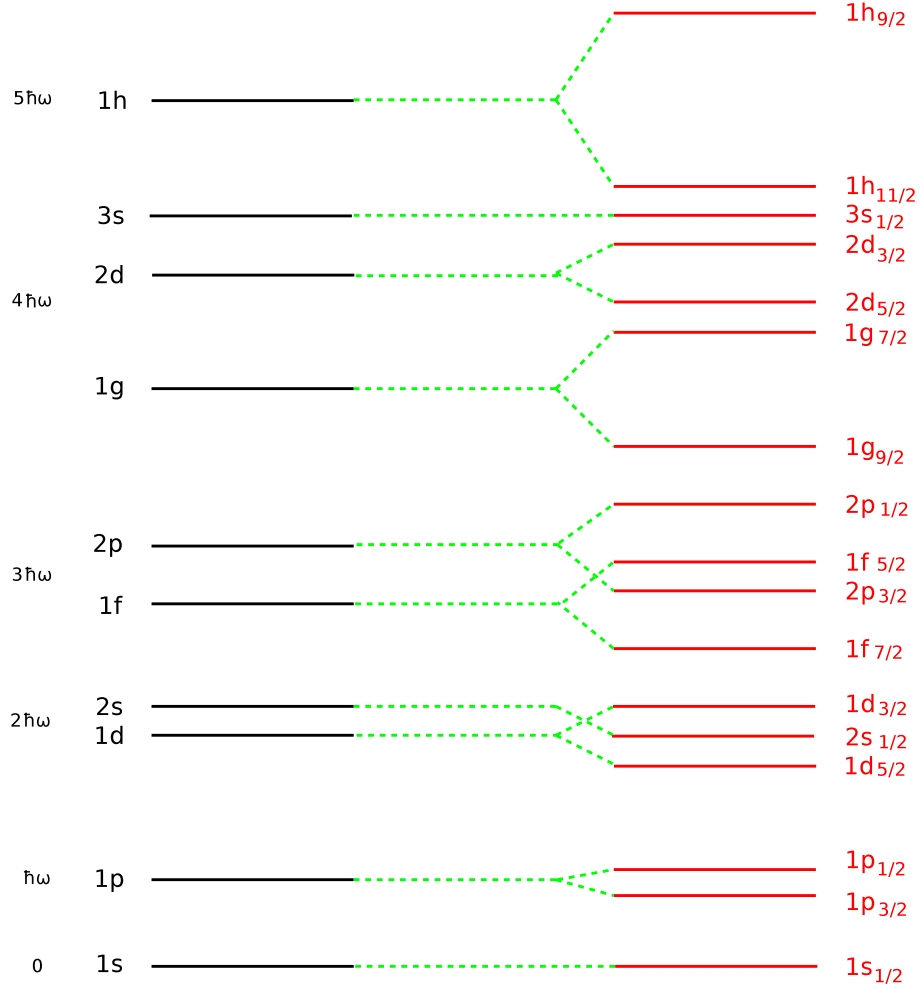 1h9/2
5ħω 1h
1h11/2
3s 3s1/2
2d3/2
2d
4ħω 2d5/2
1g7/2
1g
1g9/2
2p1/2
2p
1f5/2
3ħω 2p3/2
1f
1f7/2
2s 1d3/2
2ħω
1d 2s1/2
1d5/2
1p1/2
ħω 1p
1p3/2
0 1s 1s1/2